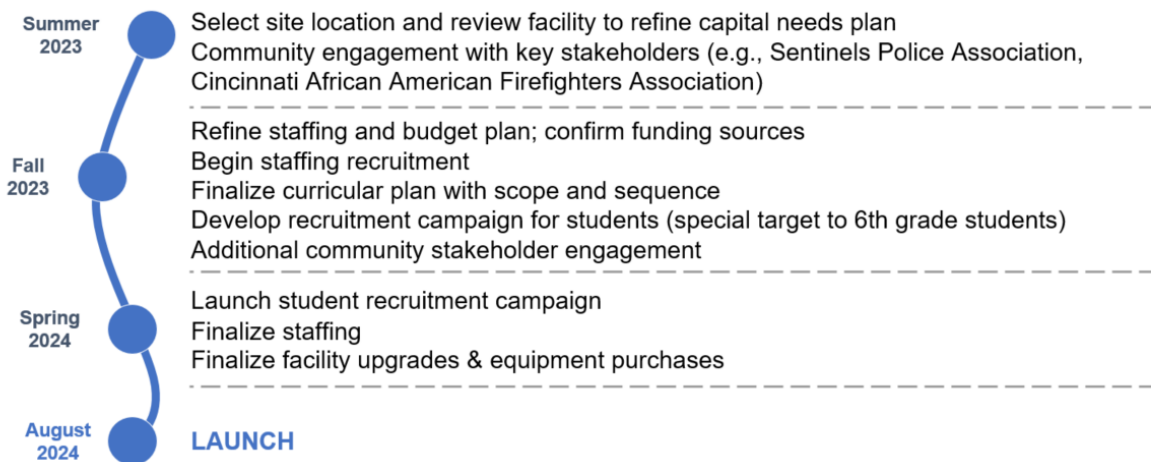 Summer
2023
Select site location and review facility to refine capital needs plan
Community engagement with key stakeholders (e.g., Sentinels Police Association,
Cincinnati African American Firefighters Association)
Fall
2023
Refine staffing and budget plan; confirm funding sources
Begin staffing recruitment
Finalize curricular plan with scope and sequence
Develop recruitment campaign for students (special target to 6th grade students)
Additional community stakeholder engagement
Spring
2024
Launch student recruitment campaign
Finalize staffing
Finalize facility upgrades & equipment purchases
August
2024
LAUNCH